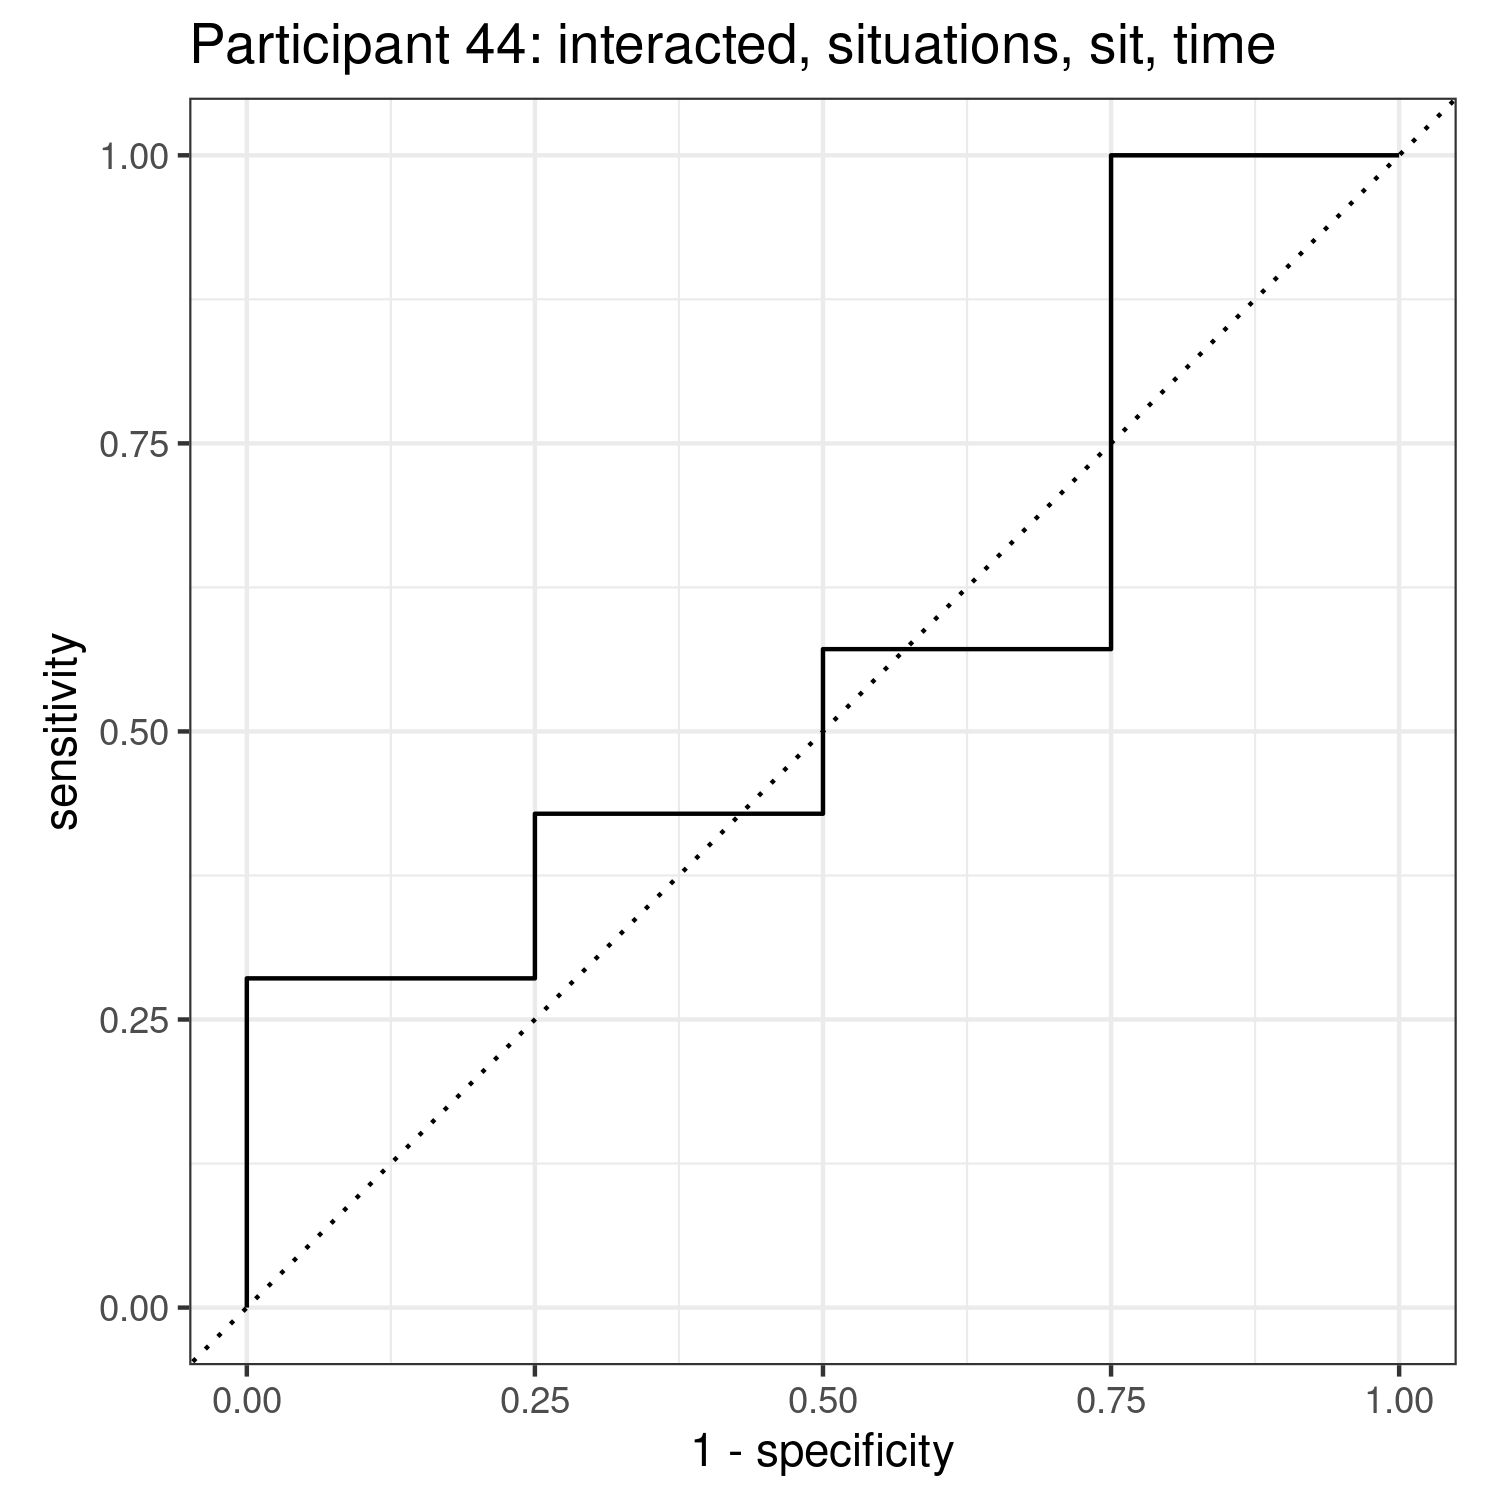 Participant 44: interacted, situations, sit, time
sensitivity
1.00
0.75
0.50
0.25
0.00
0.00 0.25 0.50 0.75 1.00
1 - specificity